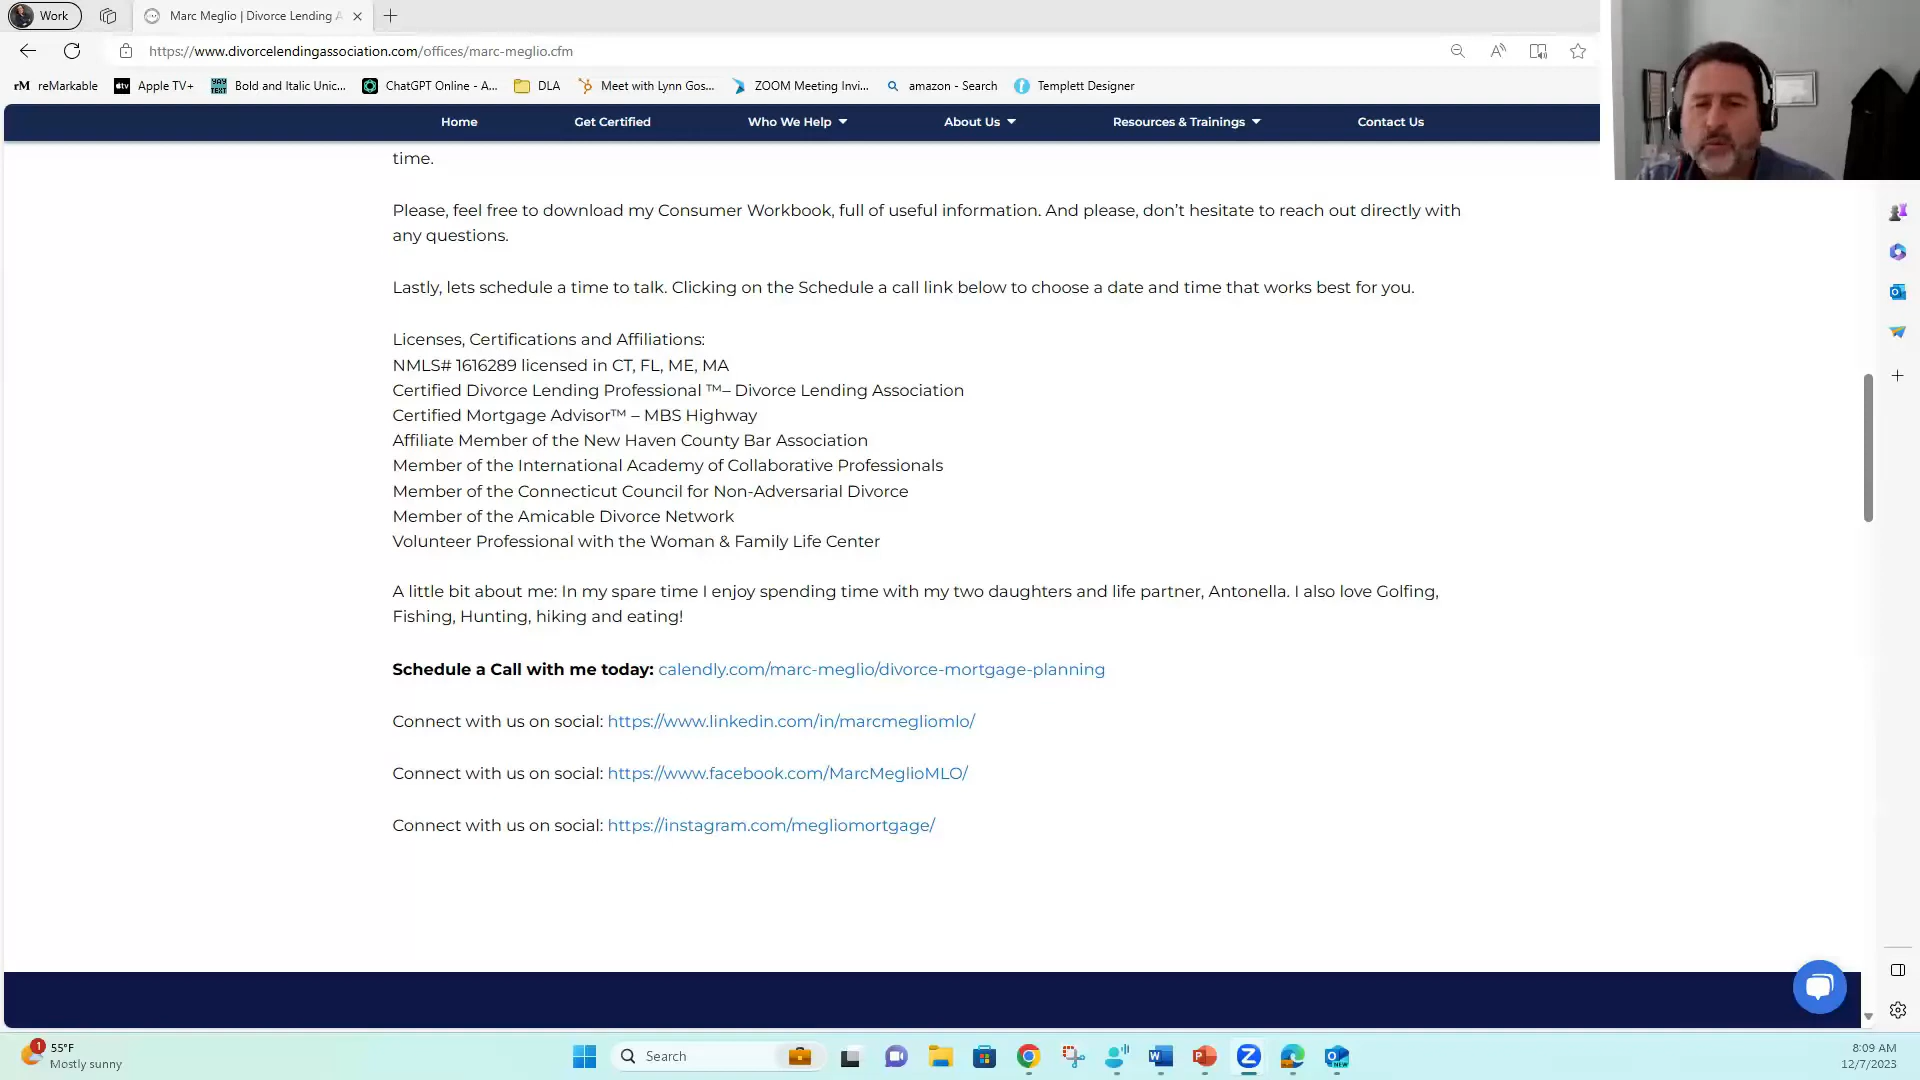 Work
Marc Meglio | Divorce Lending A
https://www.divorcelendingassociation.com/offices/marc-meglio.cfm
rM reMarkable
tv Apple TV+
YAY TEXT Bold and Italic Unic...
ChatGPT Online - A...
DLA
Meet with Lynn Gos...
ZOOM Meeting Invi...
amazon - Search
Templett Designer
Home Get Certified Who We Help About Us Resources & Trainings Contact Us
time.
Please, feel free to download my Consumer Workbook, full of useful information. And please, don’t hesitate to reach out directly with
any questions.
Lastly, lets schedule a time to talk. Clicking on the Schedule a call link below to choose a date and time that works best for you.
Licenses, Certifications and Affiliations:
NMLS# 1616289 licensed in CT, FL, ME, MA
Certified Divorce Lending Professional ™– Divorce Lending Association
Certified Mortgage Advisor™ – MBS Highway
Affiliate Member of the New Haven County Bar Association
Member of the International Academy of Collaborative Professionals
Member of the Connecticut Council for Non-Adversarial Divorce
Member of the Amicable Divorce Network
Volunteer Professional with the Woman & Family Life Center
A little bit about me: In my spare time I enjoy spending time with my two daughters and life partner, Antonella. I also love Golfing,
Fishing, Hunting, hiking and eating!
Schedule a Call with me today: calendly.com/marc-meglio/divorce-mortgage-planning
Connect with us on social: https://www.linkedin.com/in/marcmegliomlo/
Connect with us on social: https://www.facebook.com/MarcMeglioMLO/
Connect with us on social: https://instagram.com/megliomortgage/
1
55°F
Mostly sunny
Search
8:09 AM
12/7/2023